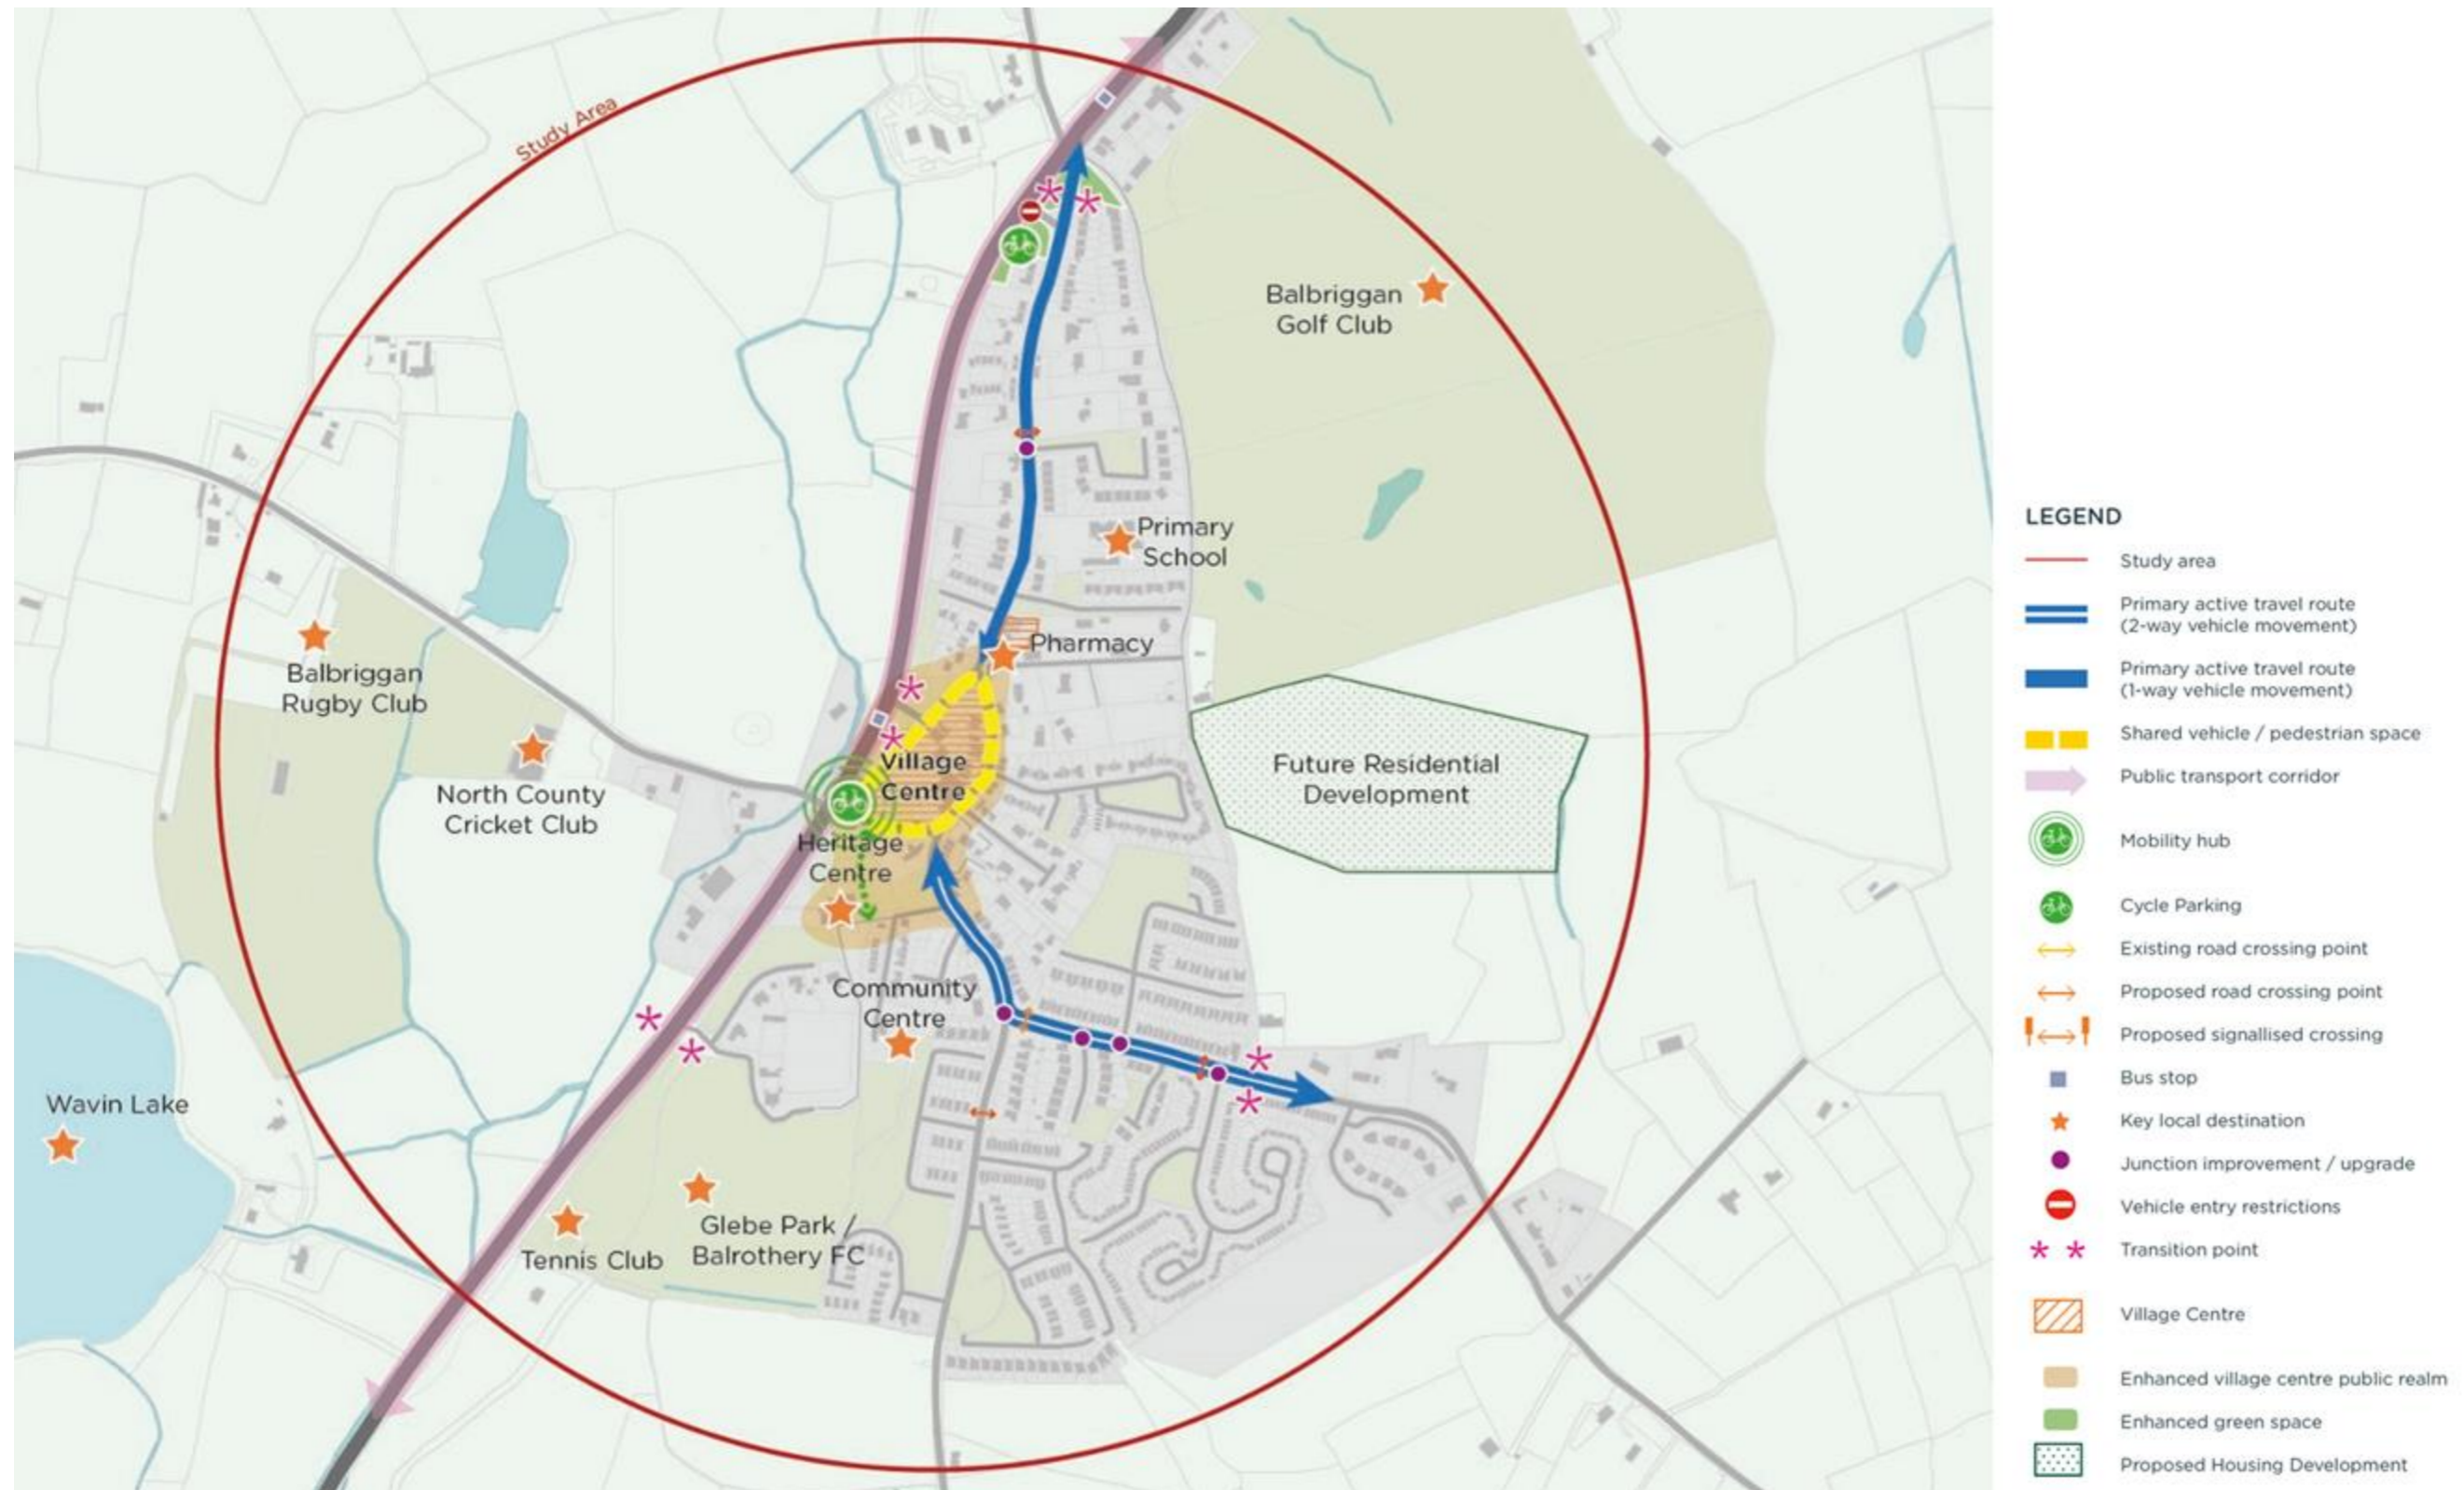 Study Area
Balbriggan
Golf Club
Primary
School
Pharmacy
Balbriggan
Rugby Club
North County
Cricket Club
Village
Centre
Future Residential
Development
Heritage
Centre
Community
Centre
Wavin Lake
Glebe Park /
Balrothery FC
Tennis Club
LEGEND
Study area
Primary active travel route
(2-way vehicle movement)
Primary active travel route
(1-way vehicle movement)
Shared vehicle / pedestrian space
Public transport corridor
Mobility hub
Cycle Parking
Existing road crossing point
Proposed road crossing point
Proposed signallised crossing
Bus stop
Key local destination
Junction improvement / upgrade
Vehicle entry restrictions
Transition point
Village Centre
Enhanced village centre public realm
Enhanced green space
Proposed Housing Development